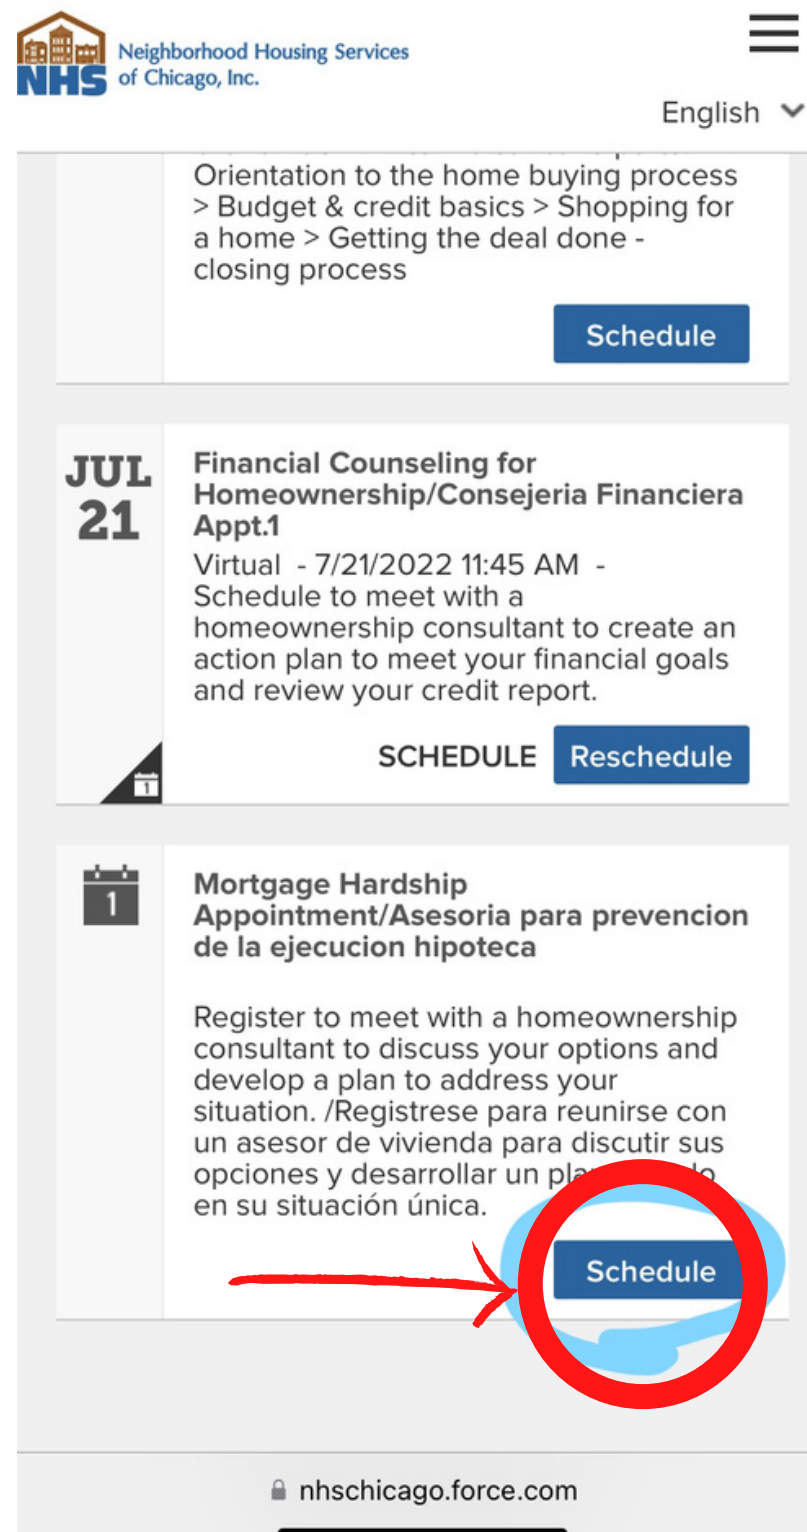 NHS
Neighborhood Housing Services
of Chicago, Inc.
English
Orientation to the home buying process
> Budget & credit basics > Shopping for
a home > Getting the deal done -
closing process
Schedule
JUL
21
Financial Counseling for
Homeownership/Consejeria Financiera
Appt.1
Virtual - 7/21/2022 11:45 AM -
Schedule to meet with a
homeownership consultant to create an
action plan to meet your financial goals
and review your credit report.
SCHEDULE
Reschedule
1
1
Mortgage Hardship
Appointment/Asesoria para prevencion
de la ejecucion hipoteca
Register to meet with a homeownership
consultant to discuss your options and
develop a plan to address your
situation. /Registrese para reunirse con
un asesor de vivienda para discutir sus
opciones y desarrollar un
en su situación única.
Schedule
nhschicago.force.com